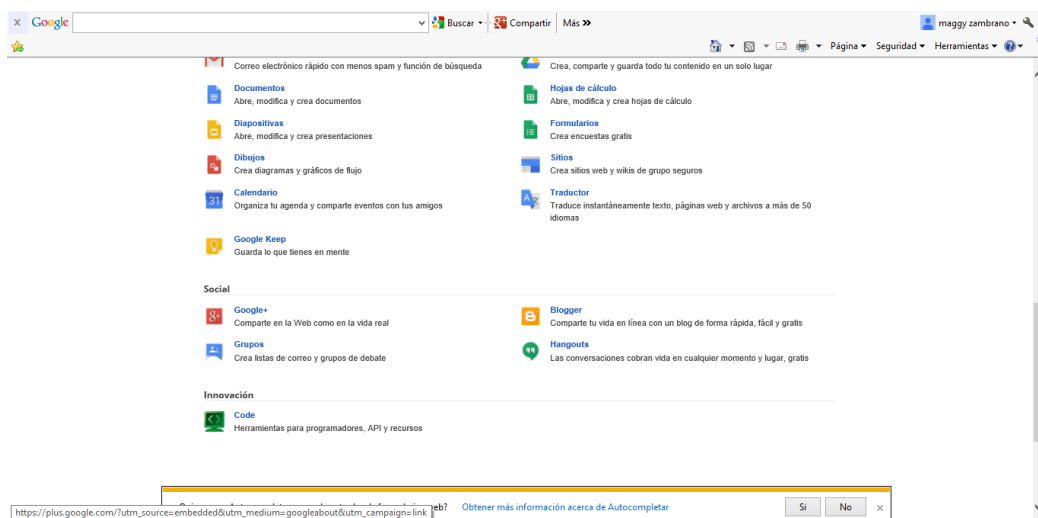 x Google Buscar Compartir Más » maggy zambrano
Página Seguridad Herramientas
Correo electrónico rápido con menos spam y función de búsqueda
Crea, comparte y guarda todo tu contenido en un solo lugar
Documentos
Abre, modifica y crea documentos
Hojas de cálculo
Abre, modifica y crea hojas de cálculo
Diapositivas
Abre, modifica y crea presentaciones
Formularios
Crea encuestas gratis
Dibujos
Crea diagramas y gráficos de flujo
Sitios
Crea sitios web y wikis de grupo seguros
Calendario
Organiza tu agenda y comparte eventos con tus amigos
Traductor
Traduce instantáneamente texto, páginas web y archivos a más de 50
idiomas
Google Keep
Guarda lo que tienes en mente
Social
Google+
Comparte en la Web como en la vida real
Blogger
Comparte tu vida en línea con un blog de forma rápida, fácil y gratis
Grupos
Crea listas de correo y grupos de debate
Hangouts
Las conversaciones cobran vida en cualquier momento y lugar, gratis
Innovación
Code
Herramientas para programadores, API y recursos
Obtener más información acerca de Autocompletar Sí No x
https://plus.google.com/?utm_source=embedded&utm_medium=googleabout&utm_campaign=link